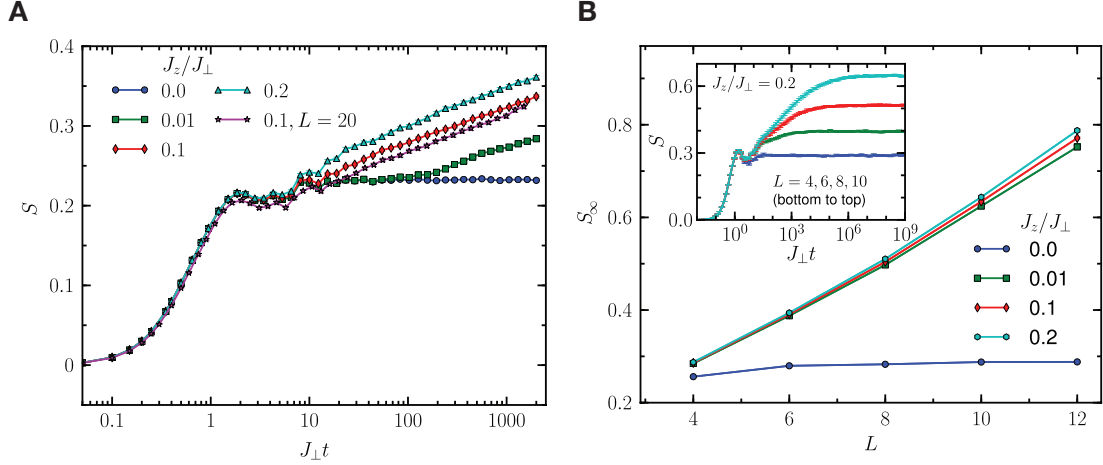 A
B
J_z/J_⊥
0.0
0.2
0.01
0.1, L = 20
0.1
0.4
0.3
0.2
0.1
0
S
0.1
1
10
100
1000
J_⊥t
J_z/J_⊥ = 0.2
0.6
0.3
0.0
S
L = 4, 6, 8, 10
(bottom to top)
10^0
10^3
10^6
10^9
J_⊥t
J_z/J_⊥
0.0
0.01
0.1
0.2
0.8
0.6
0.4
0.2
S_∞
4
6
8
10
12
L